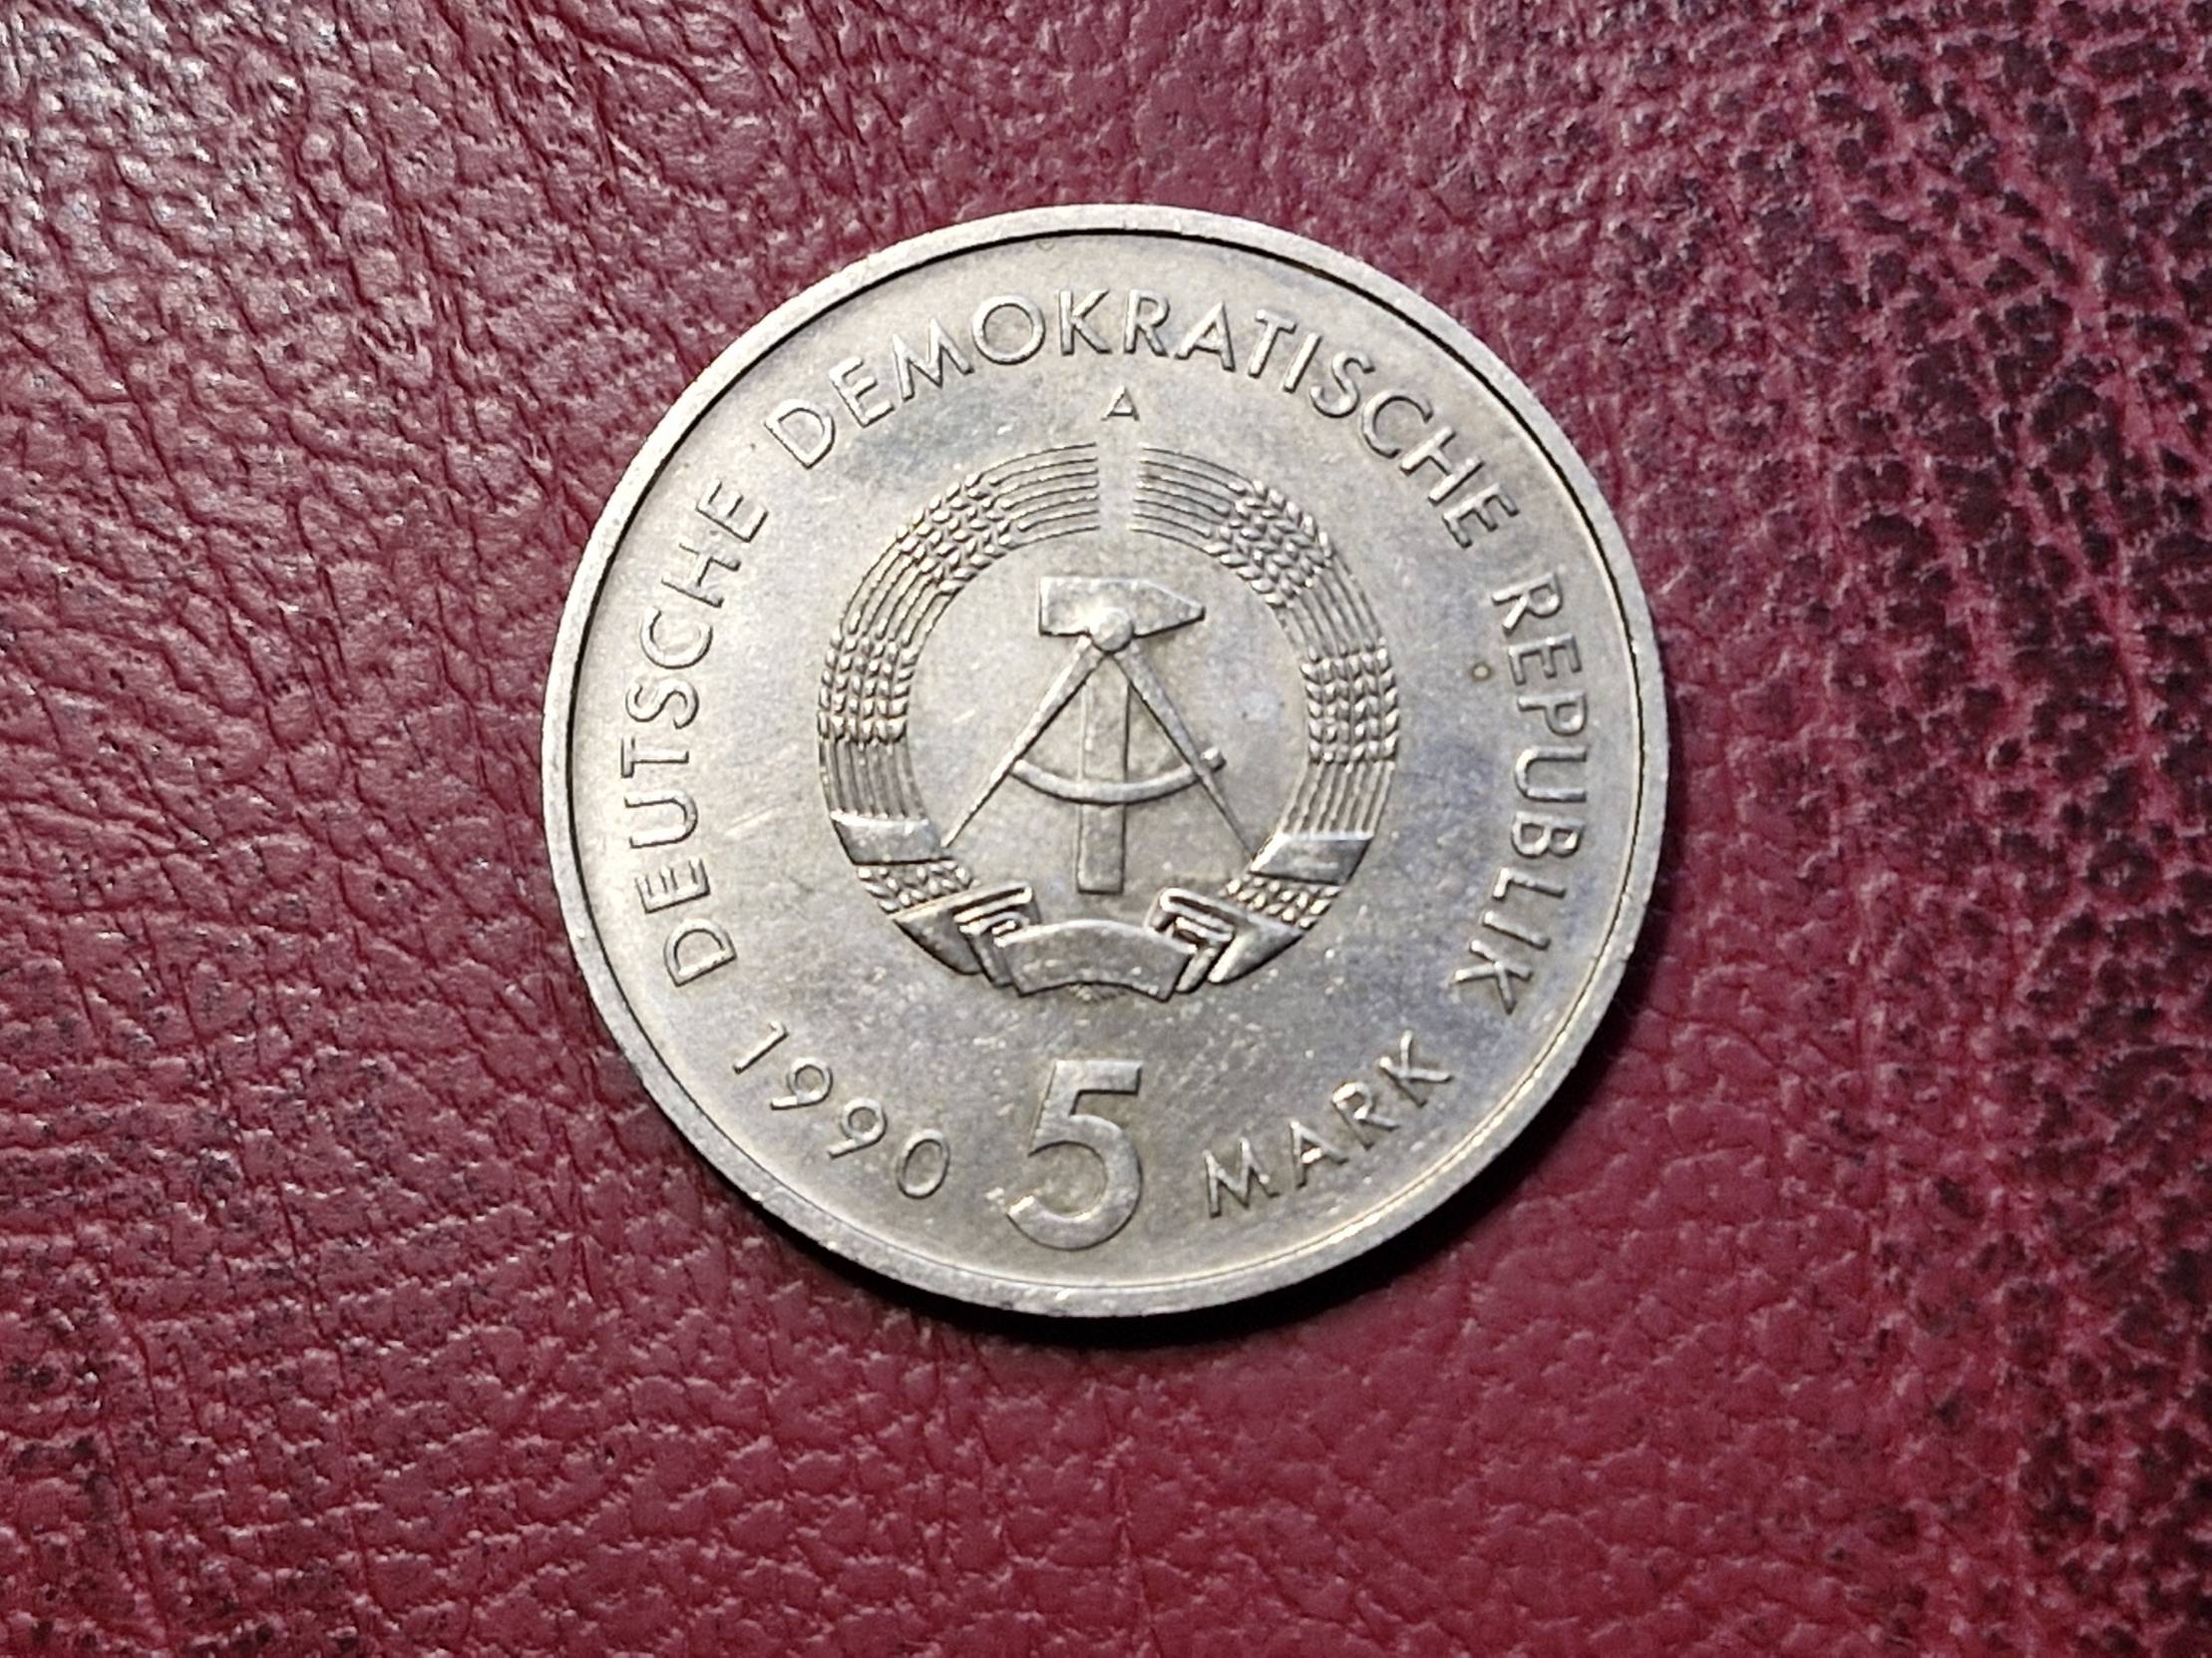 DEUTSCHE DEMOKRATISCHE REPUBLIK
A
1990 5 MARK